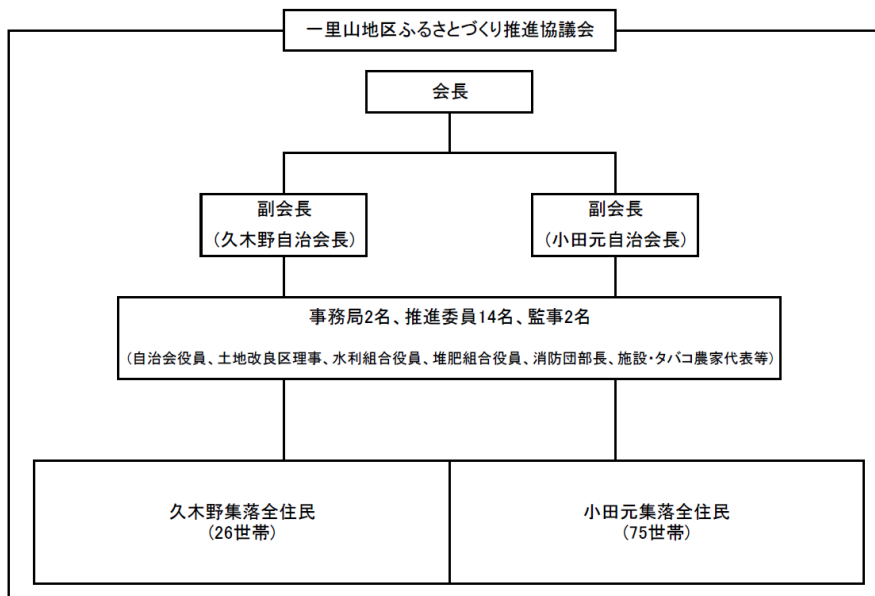 一里山地区ふるさとづくり推進協議会
会長
副会長
(久木野自治会長)
副会長
(小田元自治会長)
事務局2名、推進委員14名、監事2名
(自治会役員、土地改良区理事、水利組合役員、堆肥組合役員、消防団部長、施設・タバコ農家代表等)
久木野集落全住民
(26世帯)
小田元集落全住民
(75世帯)